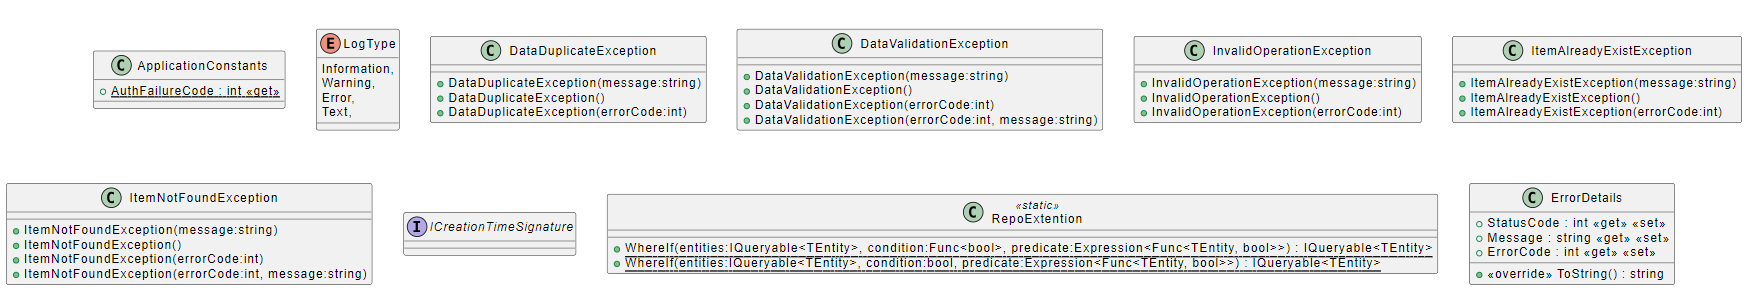 C ApplicationConstants
AuthFailureCode : int «get»
E LogType
Information,
Warning,
Error,
Text,
C DataDuplicateException
DataDuplicateException(message:string)
DataDuplicateException()
DataDuplicateException(errorCode:int)
C DataValidationException
DataValidationException(message:string)
DataValidationException()
DataValidationException(errorCode:int)
DataValidationException(errorCode:int, message:string)
C InvalidOperationException
InvalidOperationException(message:string)
InvalidOperationException()
InvalidOperationException(errorCode:int)
C ItemAlreadyExistException
ItemAlreadyExistException(message:string)
ItemAlreadyExistException()
ItemAlreadyExistException(errorCode:int)
C ItemNotFoundException
ItemNotFoundException(message:string)
ItemNotFoundException()
ItemNotFoundException(errorCode:int)
ItemNotFoundException(errorCode:int, message:string)
I ICreationTimeSignature
«static»
C RepoExtention
WhereIf(entities:IQueryable<TEntity>, condition:Func<bool>, predicate:Expression<Func<TEntity, bool>>) : IQueryable<TEntity>
WhereIf(entities:IQueryable<TEntity>, condition:bool, predicate:Expression<Func<TEntity, bool>>) : IQueryable<TEntity>
C ErrorDetails
StatusCode : int «get» «set»
Message : string «get» «set»
ErrorCode : int «get» «set»
«override» ToString() : string